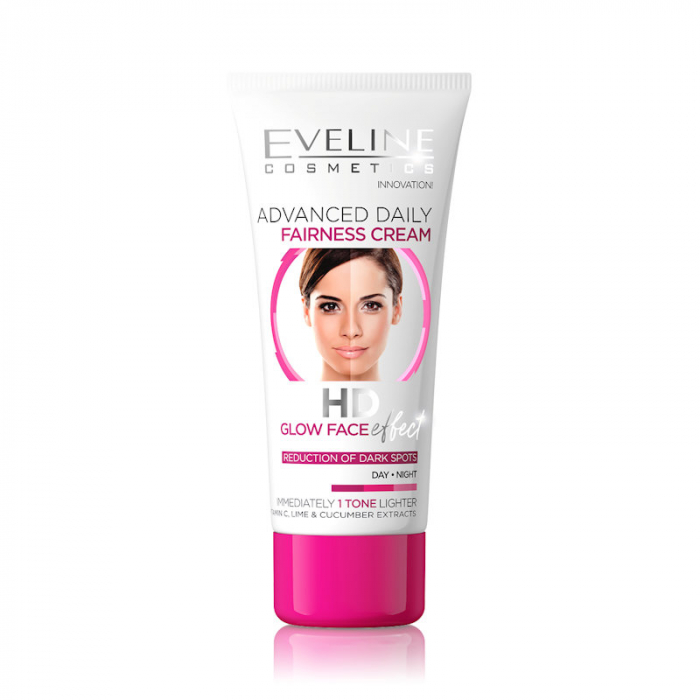 EVELINE
COSMETICS
INNOVATION!
ADVANCED DAILY
FAIRNESS CREAM
HD
GLOW FACE effect
REDUCTION OF DARK SPOTS
DAY • NIGHT
IMMEDIATELY 1 TONE LIGHTER
AMIN C, LIME & CUCUMBER EXTRACTS